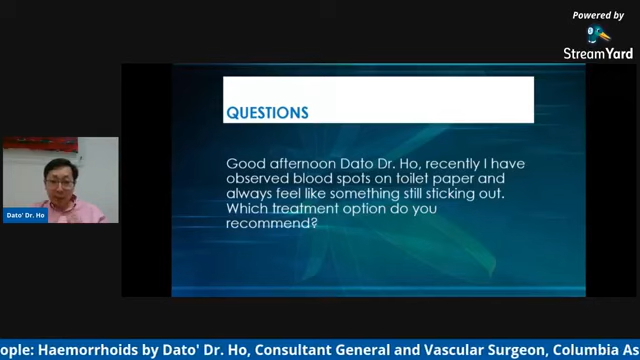 Powered by
StreamYard
QUESTIONS
Good afternoon Dato Dr. Ho, recently I have
observed blood spots on toilet paper and
always feel like something still sticking out.
Which treatment option do you
recommend?
Dato' Dr. Ho
ople: Haemorrhoids by Dato' Dr. Ho, Consultant General and Vascular Surgeon, Columbia As